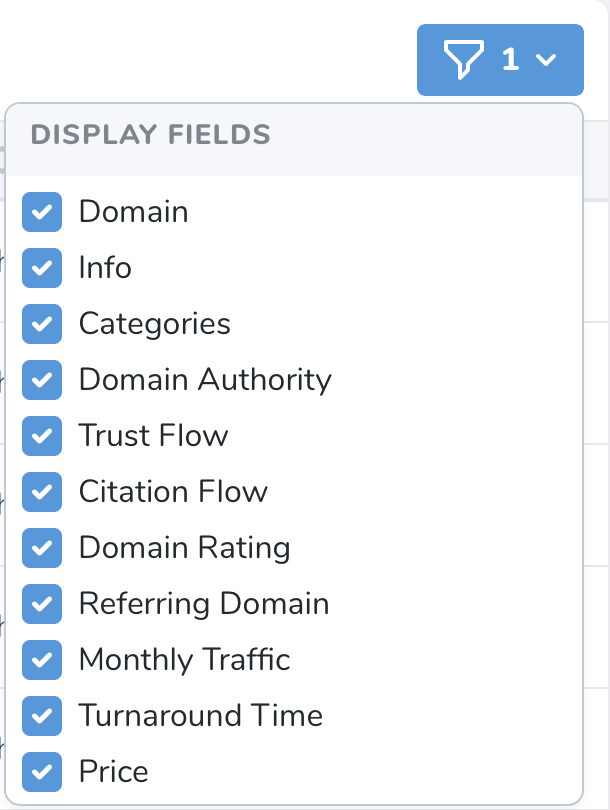 1
DISPLAY FIELDS
Domain
Info
Categories
Domain Authority
Trust Flow
Citation Flow
Domain Rating
Referring Domain
Monthly Traffic
Turnaround Time
Price